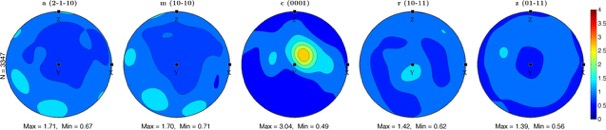 a (2-1-10) m (10-10) c (0001) r (10-11) z (01-11)
Z Z Z Z Z
Y Y Y Y
X X X X X
N = 3347
4
3.5
3
2.5
2
1.5
1
0.5
0
Max = 1.71, Min = 0.67 Max = 1.70, Min = 0.71 Max = 3.04, Min = 0.49 Max = 1.42, Min = 0.62 Max = 1.39, Min = 0.56